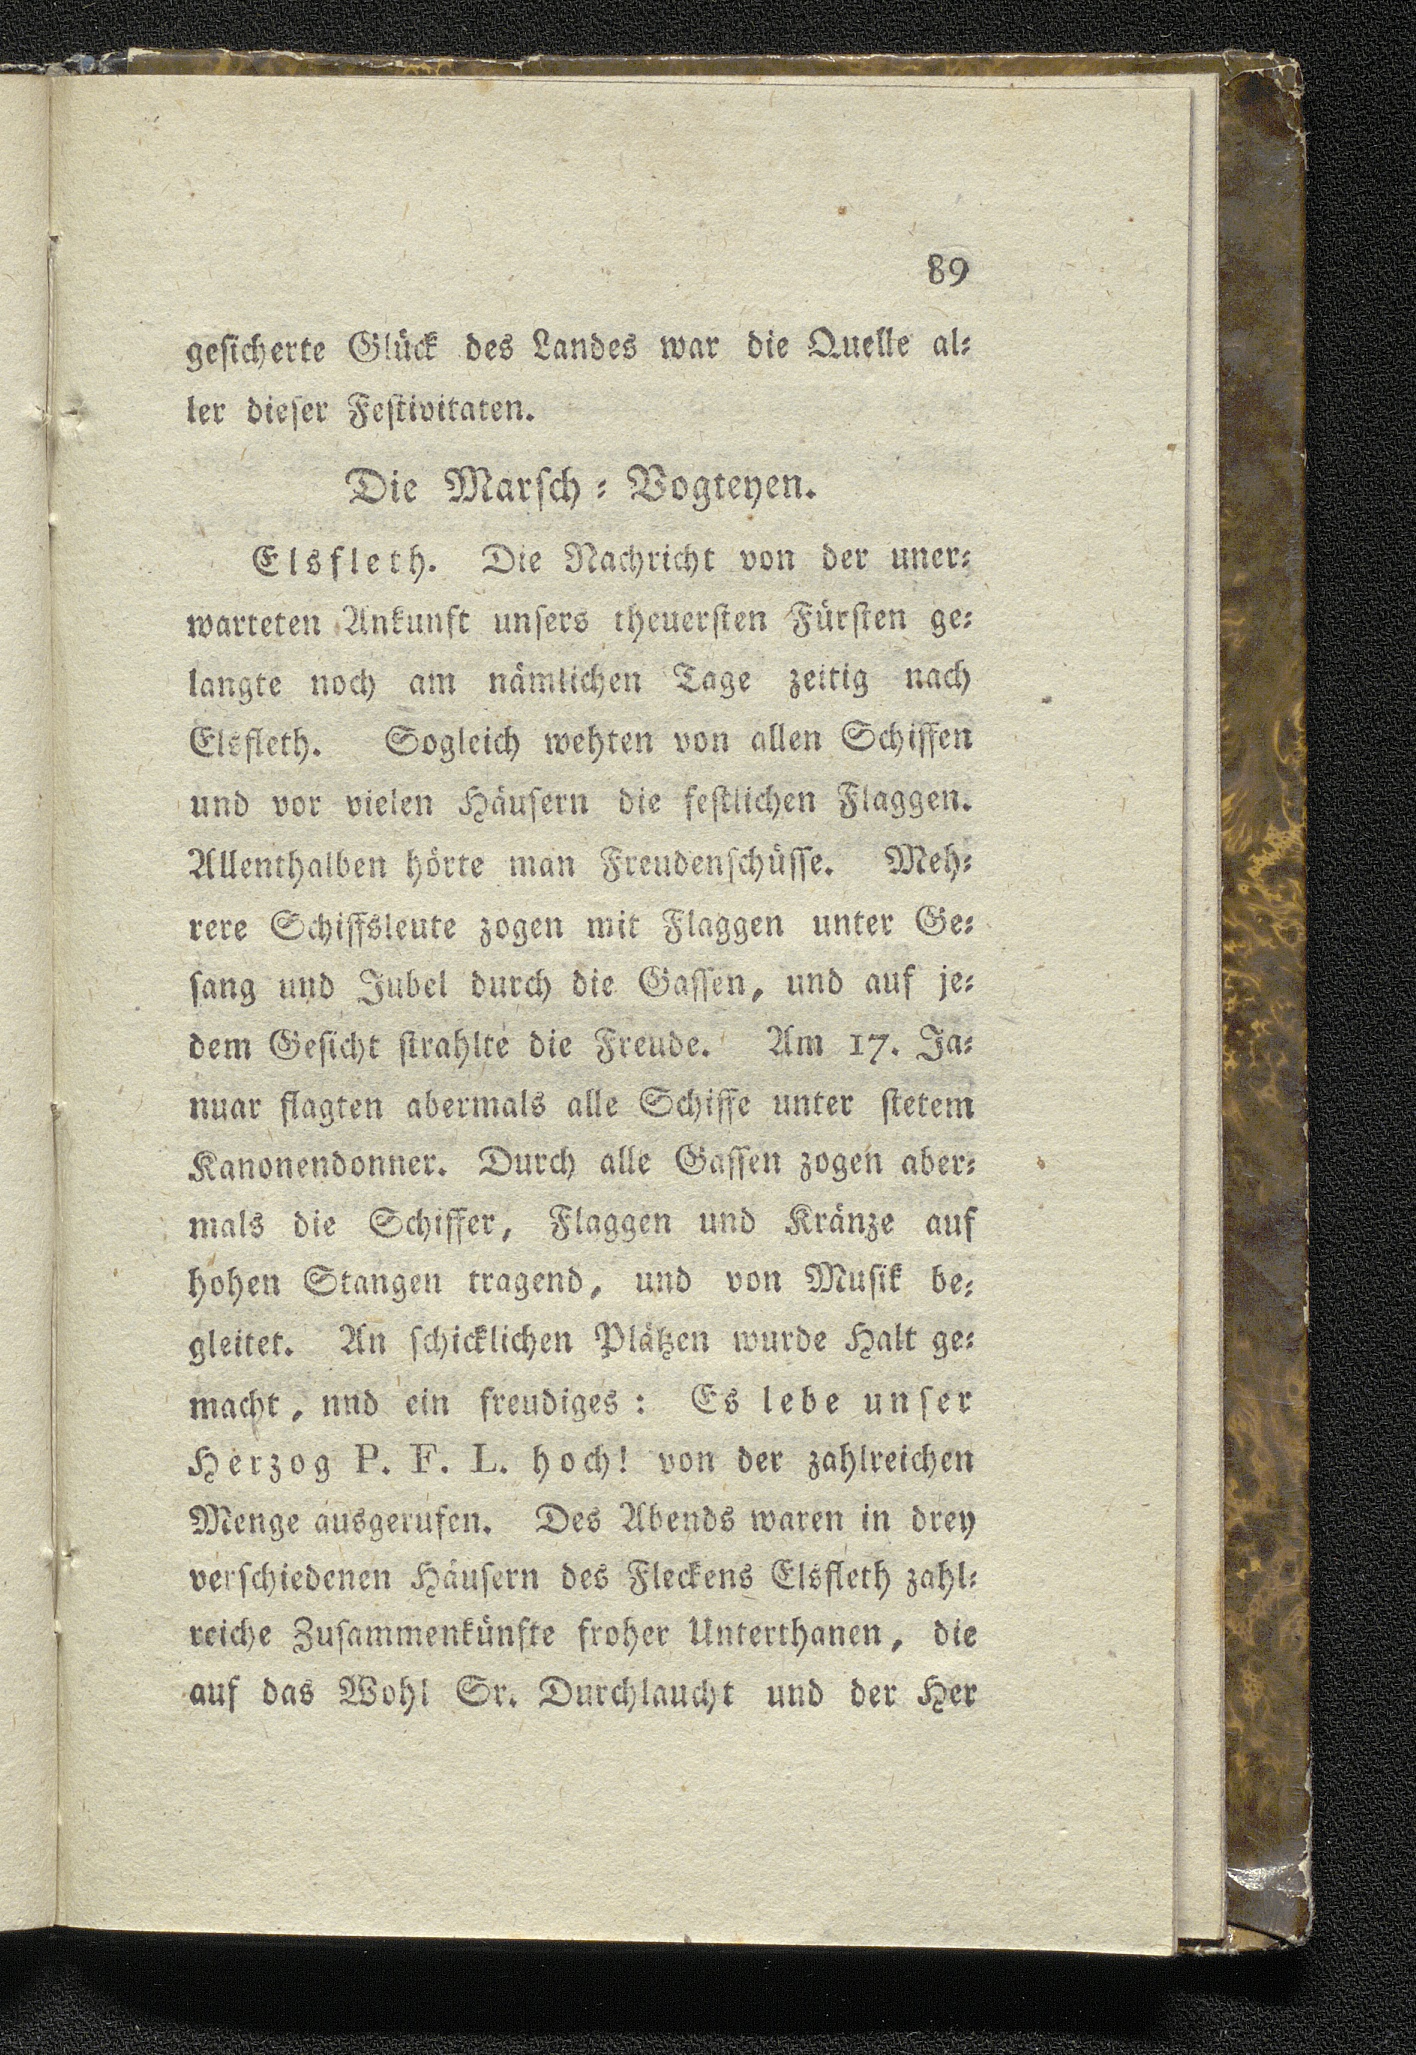 89
gesicherte Glück des Landes war die Quelle al-
ler dieser Festivitaten.
Die Marsch-Vogteyen.
Elsfleth. Die Nachricht von der uner-
warteten Ankunft unsers theuersten Fürsten ge-
langte noch am nämlichen Tage zeitig nach
Elsfleth. Sogleich wehten von allen Schiffen
und vor vielen Häusern die festlichen Flaggen.
Allenthalben hörte man Freudenschüsse. Meh-
rere Schiffsleute zogen mit Flaggen unter Ge-
sang und Jubel durch die Gassen, und auf je-
dem Gesicht strahlte die Freude. Am 17. Ja-
nuar flagten abermals alle Schiffe unter stetem
Kanonendonner. Durch alle Gassen zogen aber-
mals die Schiffer, Flaggen und Kränze auf
hohen Stangen tragend, und von Musik be-
gleitet. An schicklichen Plätzen wurde Halt ge-
macht, nnd ein freudiges: Es lebe unser
Herzog P. F. L. hoch! von der zahlreichen
Menge ausgerufen. Des Abends waren in drey
verschiedenen Häusern des Fleckens Elsfleth zahl-
reiche Zusammenkünfte froher Unterthanen, die
auf das Wohl Sr. Durchlaucht und der Her